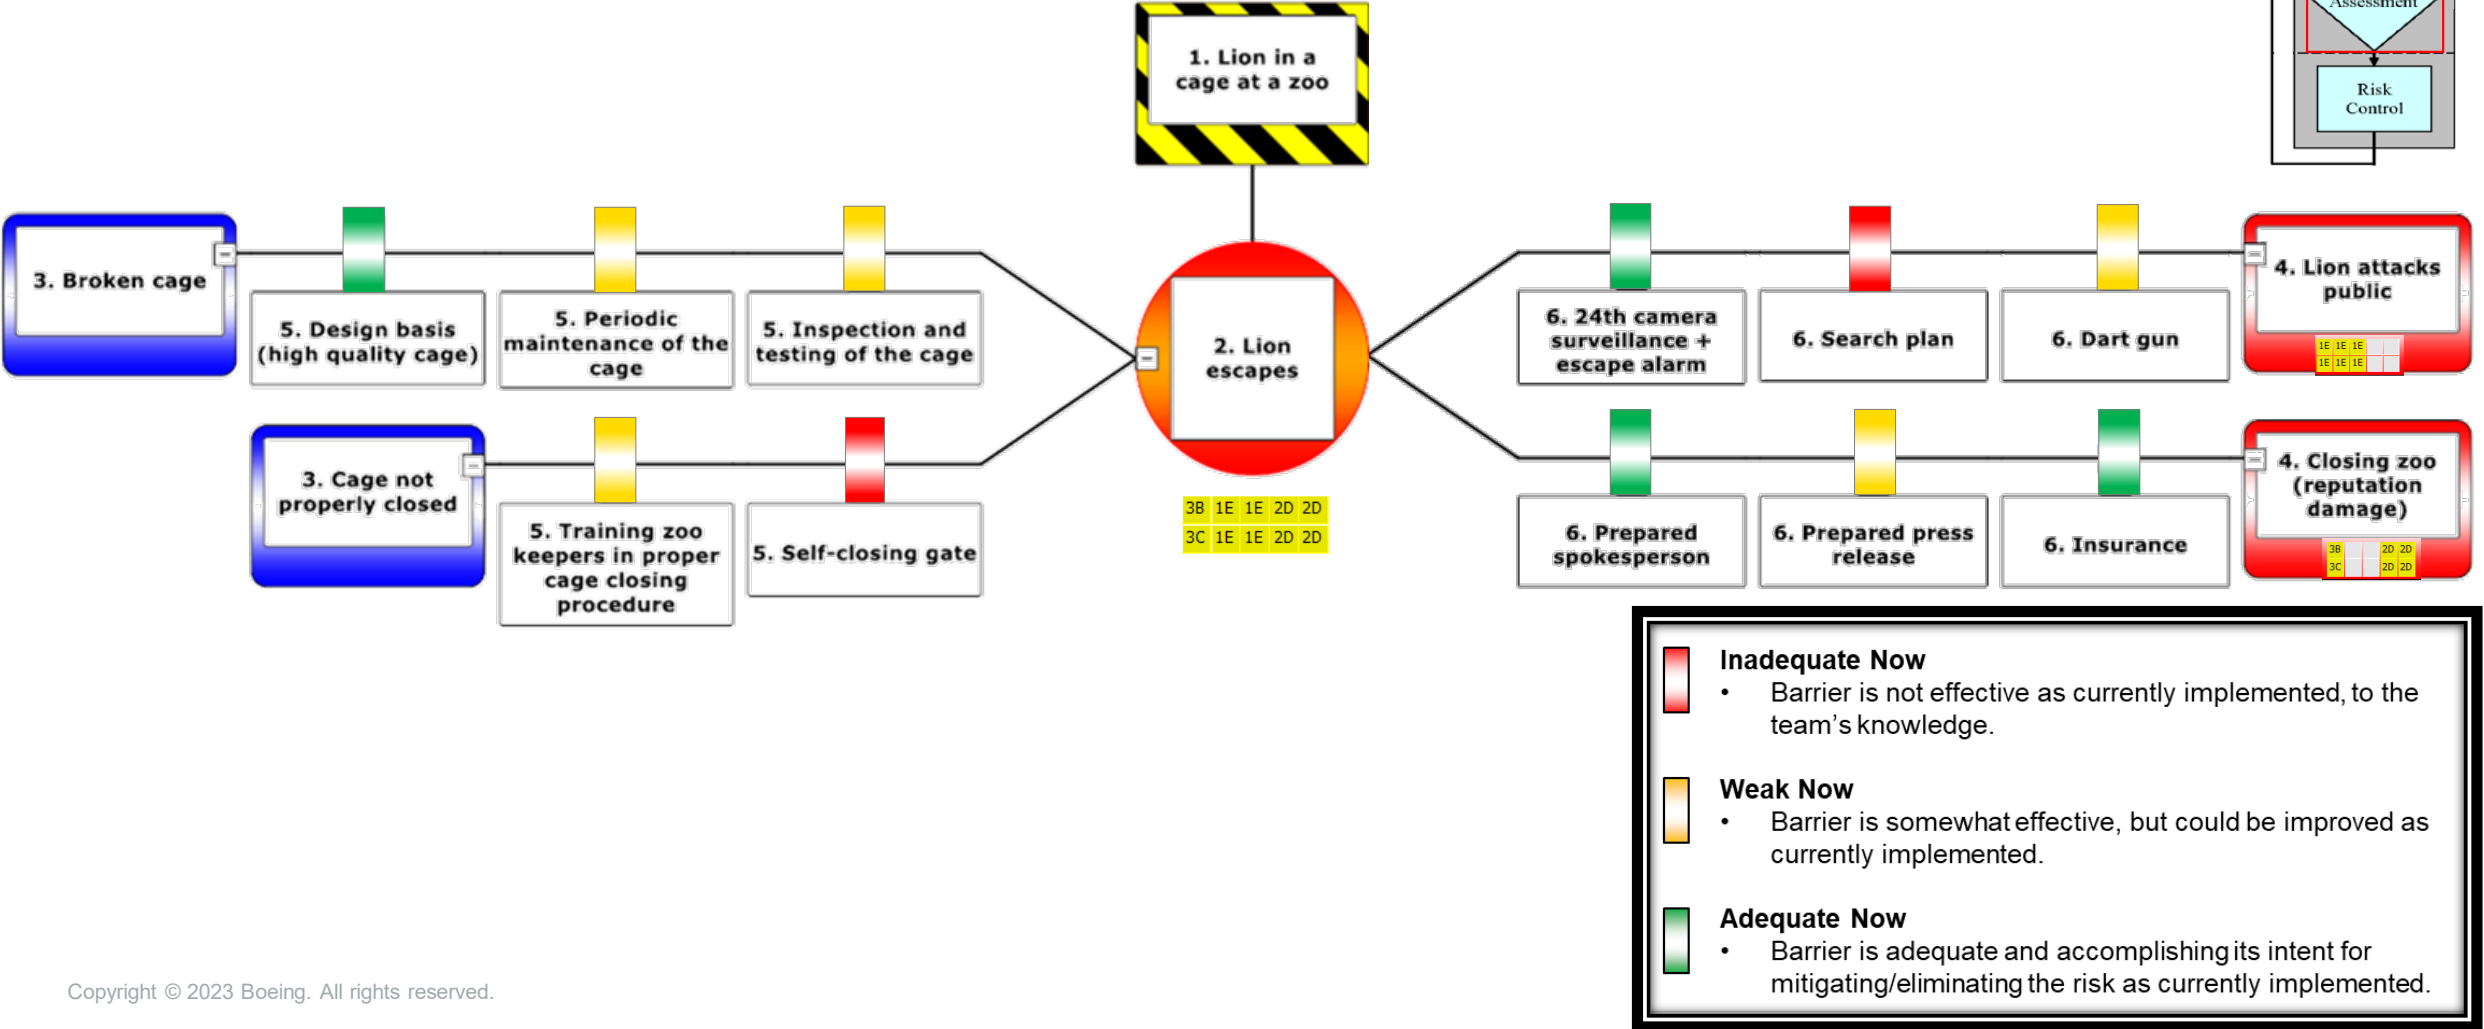 1. Lion in a
cage at a zoo
Assessment
Risk
Control
3. Broken cage
5. Design basis
(high quality cage)
5. Periodic
maintenance of the
cage
5. Inspection and
testing of the cage
2. Lion
escapes
6. 24th camera
surveillance +
escape alarm
6. Search plan
6. Dart gun
4. Lion attacks
public
1E 1E 1E
1E 1E 1E
3. Cage not
properly closed
5. Training zoo
keepers in proper
cage closing
procedure
5. Self-closing gate
3B 1E 1E 2D 2D
3C 1E 1E 2D 2D
6. Prepared
spokesperson
6. Prepared press
release
6. Insurance
4. Closing zoo
(reputation
damage)
3B 2D 2D
3C 2D 2D
Inadequate Now
• Barrier is not effective as currently implemented, to the
team’s knowledge.
Weak Now
• Barrier is somewhat effective, but could be improved as
currently implemented.
Adequate Now
• Barrier is adequate and accomplishing its intent for
mitigating/eliminating the risk as currently implemented.
Copyright © 2023 Boeing. All rights reserved.